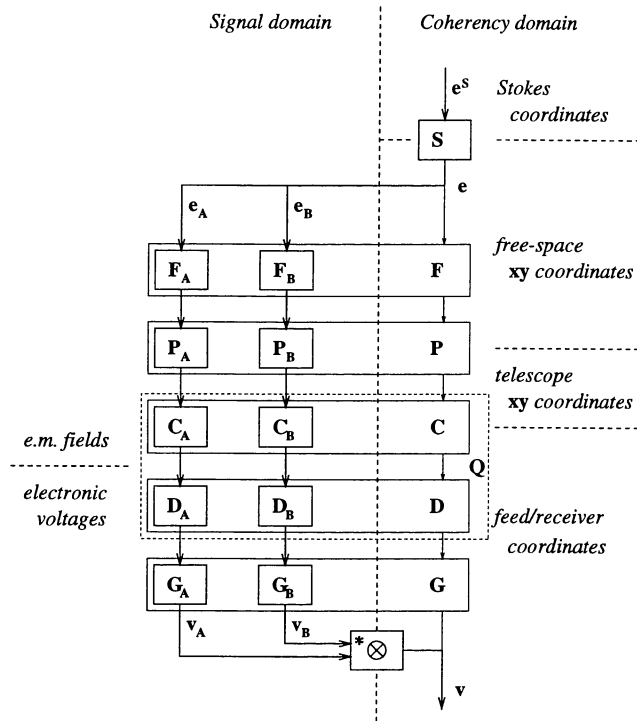 Signal domain Coherency domain
e^S
Stokes
coordinates
S
e
e_A e_B
free-space
xy coordinates
F_A F_B F
P_A P_B P
telescope
xy coordinates
C_A C_B C
e.m. fields
Q
electronic
voltages
D_A D_B D
feed/receiver
coordinates
G_A G_B G
v_A v_B
* ⊗
v